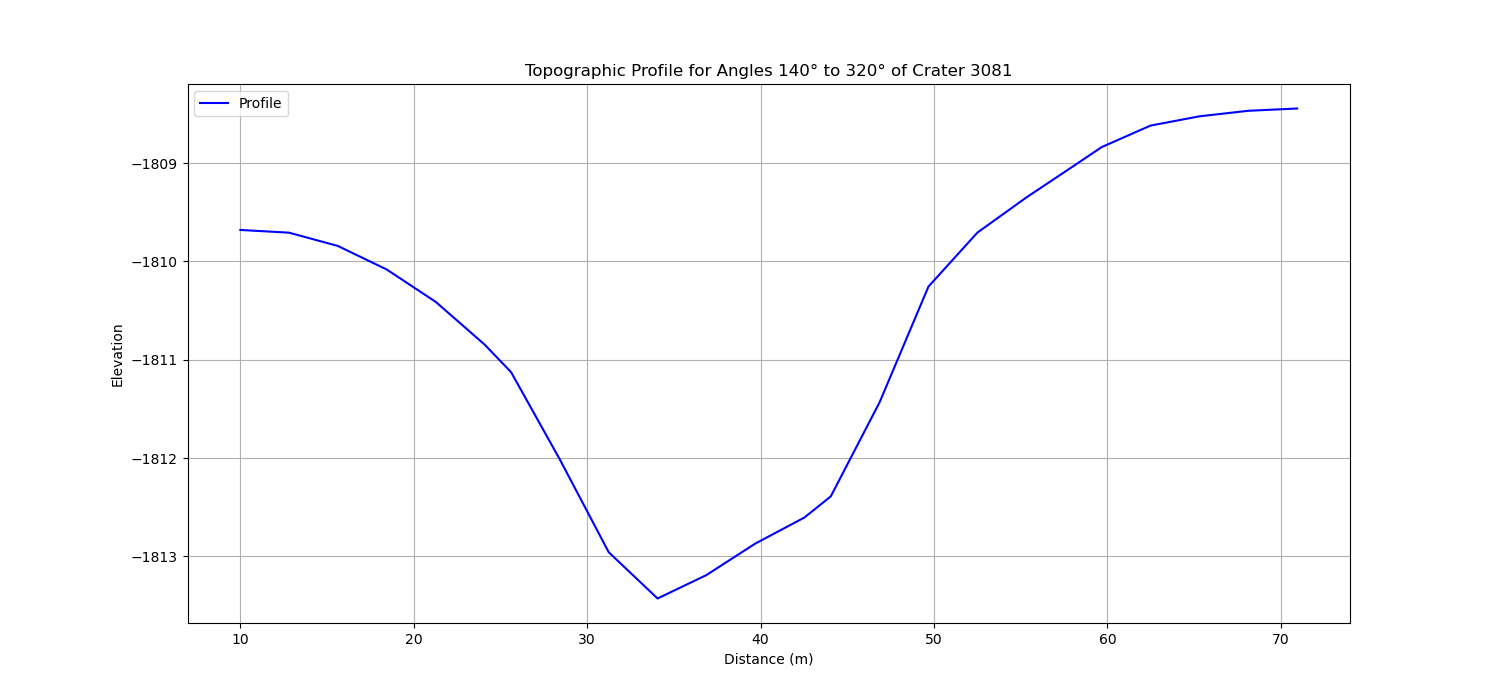 Topographic Profile for Angles 140° to 320° of Crater 3081
Profile
−1809
−1810
−1811
−1812
−1813
Elevation
10 20 30 40 50 60 70
Distance (m)